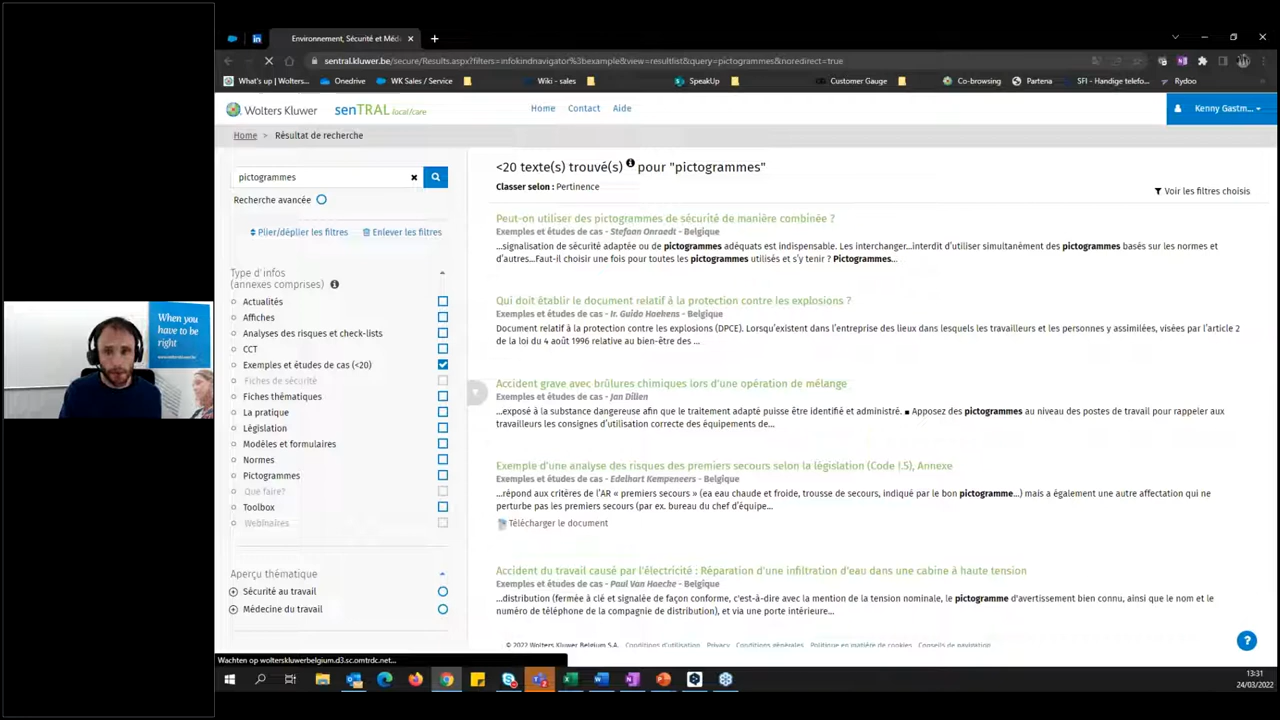 When you
have to be
right
Environnement, Sécurité et Méd
sentral.kluwer.be/secure/Results.aspx?filters=infokindnavigator%3bexample&view=resultlist&query=pictogrammes&noredirect=true
What's up | Wolters... Onedrive WK Sales / Service Wiki - sales SpeakUp Customer Gauge Co-browsing Partena SFI - Handige telefo... Rydoo
Wolters Kluwer senTRAL local/care Home Contact Aide Kenny Gastm...
Home > Résultat de recherche
pictogrammes
Recherche avancée
Plier/déplier les filtres Enlever les filtres
Type d'infos
(annexes comprises)
Actualités
Affiches
Analyses des risques et check-lists
CCT
Exemples et études de cas (<20)
Fiches de sécurité
Fiches thématiques
La pratique
Législation
Modèles et formulaires
Normes
Pictogrammes
Que faire?
Toolbox
Webinaires
Aperçu thématique
Sécurité au travail
Médecine du travail
<20 texte(s) trouvé(s) pour "pictogrammes"
Classer selon : Pertinence
Voir les filtres choisis
Peut-on utiliser des pictogrammes de sécurité de manière combinée ?
Exemples et études de cas - Stefaan Onraedt - Belgique
...signalisation de sécurité adaptée ou de pictogrammes adéquats est indispensable. Les interchanger...interdit d'utiliser simultanément des pictogrammes basés sur les normes et
d'autres...Faut-il choisir une fois pour toutes les pictogrammes utilisés et s'y tenir ? Pictogrammes...
Qui doit établir le document relatif à la protection contre les explosions ?
Exemples et études de cas - Ir. Guido Haekens - Belgique
Document relatif à la protection contre les explosions (DPCE). Lorsqu'existent dans l'entreprise des lieux dans lesquels les travailleurs et les personnes y assimilées, visées par l'article 2
de la loi du 4 août 1996 relative au bien-être des ...
Accident grave avec brûlures chimiques lors d'une opération de mélange
Exemples et études de cas - Jan Dillen
...exposé à la substance dangereuse afin que le traitement adapté puisse être identifié et administré. ■ Apposez des pictogrammes au niveau des postes de travail pour rappeler aux
travailleurs les consignes d'utilisation correcte des équipements de...
Exemple d'une analyse des risques des premiers secours selon la législation (Code I.5), Annexe
Exemples et études de cas - Edelhart Kempeneers - Belgique
...répond aux critères de l'AR « premiers secours » (ea eau chaude et froide, trousse de secours, indiqué par le bon pictogramme...) mais a également une autre affectation qui ne
perturbe pas les premiers secours (par ex. bureau du chef d'équipe...
Télécharger le document
Accident du travail causé par l'électricité : Réparation d'une infiltration d'eau dans une cabine à haute tension
Exemples et études de cas - Paul Van Haecke - Belgique
...distribution (fermée à clé et signalée de façon conforme, c'est-à-dire avec la mention de la tension nominale, le pictogramme d'avertissement bien connu, ainsi que le nom et le
numéro de téléphone de la compagnie de distribution), et via une porte intérieure...
© 2022 Wolters Kluwer Belgium S.A. Conditions d'utilisation Privacy Conditions générales Politique en matière de cookies Conseils de navigation
Wachten op wolterskluwerbelgium.d3.sc.omtrdc.net...
13:31
24/03/2022